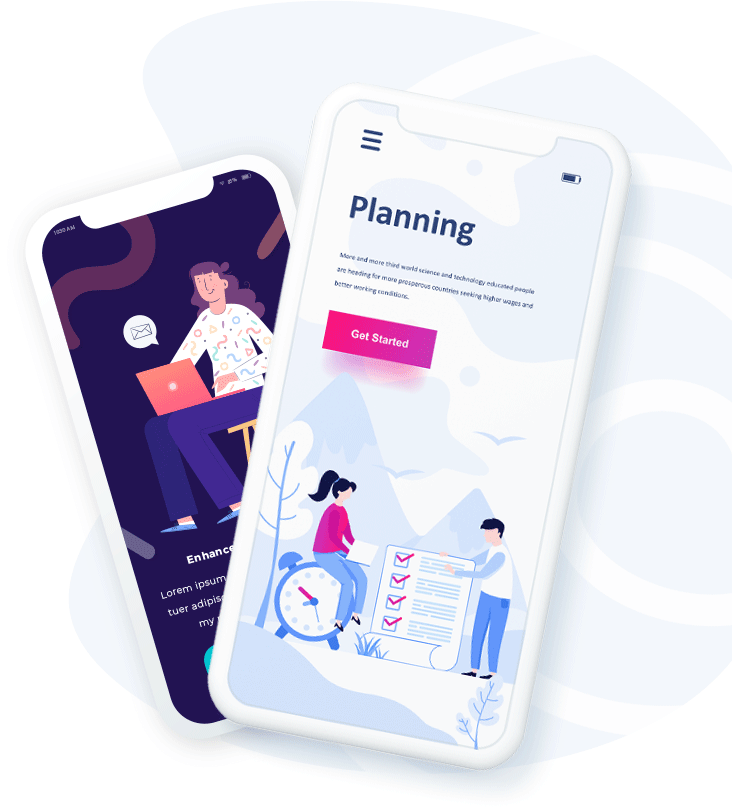 10:20 AM
Enhance
Lorem ipsum
tuer adipis
my
Planning
More and more third world science and technology educated people
are heading for more prosperous countries seeking higher wages and
better working conditions.
Get Started